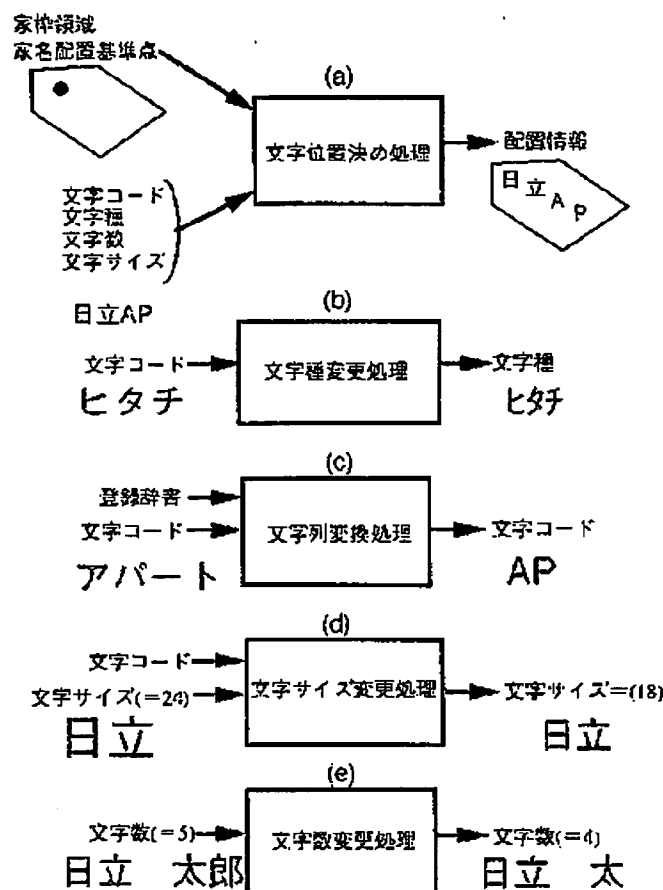 家枠領域
家名配置基準点
(a)
文字位置決の処理
配置情報
日立AP
文字コード
文字種
文字数
文字サイズ
日立AP
(b)
文字コード
文字種変更処理
文字種
ヒタチ
ヒタチ
(c)
登録辞書
文字コード
文字列変換処理
文字コード
アパート
AP
(d)
文字コード
文字サイズ(=24)
文字サイズ変更処理
文字サイズ=(18)
日立
日立
(e)
文字数(=5)
文字数変更処理
文字数(=4)
日立 太郎
日立 太